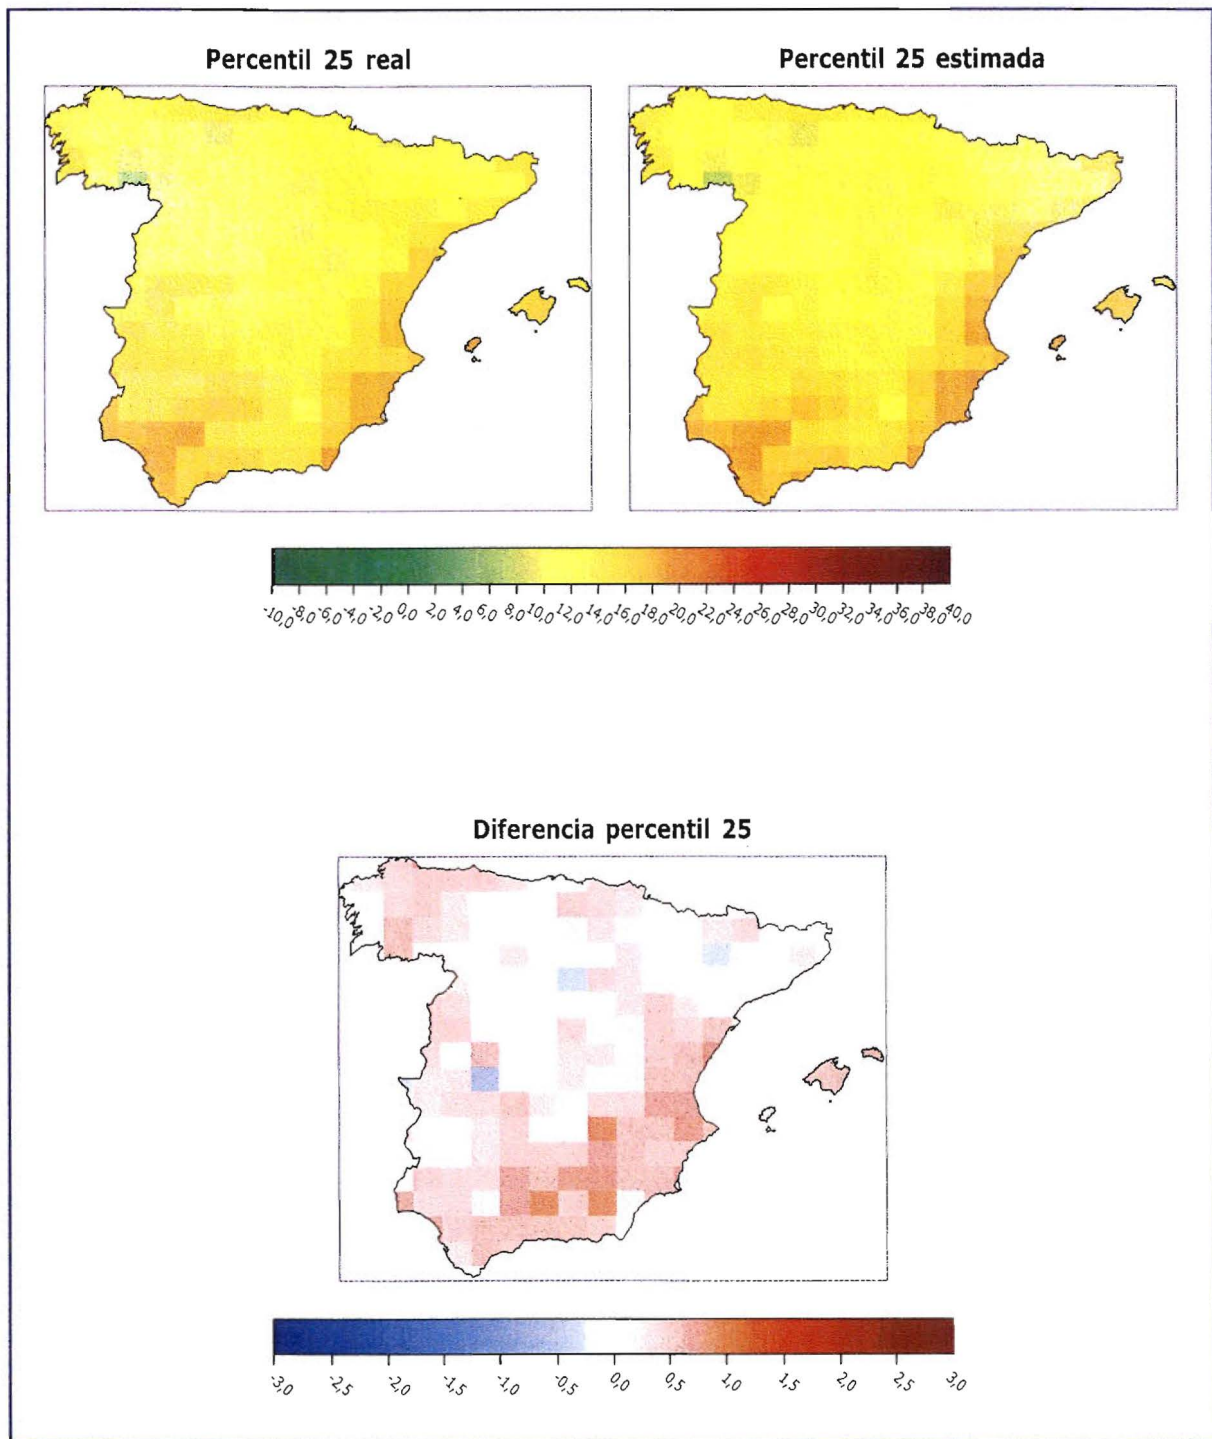 Percentil 25 real
Percentil 25 estimada
-10,0 -8,0 -6,0 -4,0 -2,0 0,0 2,0 4,0 6,0 8,0 10,0 12,0 14,0 16,0 18,0 20,0 22,0 24,0 26,0 28,0 30,0 32,0 34,0 36,0 38,0 40,0
Diferencia percentil 25
-3,0 -2,5 -2,0 -1,5 -1,0 -0,5 0,0 0,5 1,0 1,5 2,0 2,5 3,0